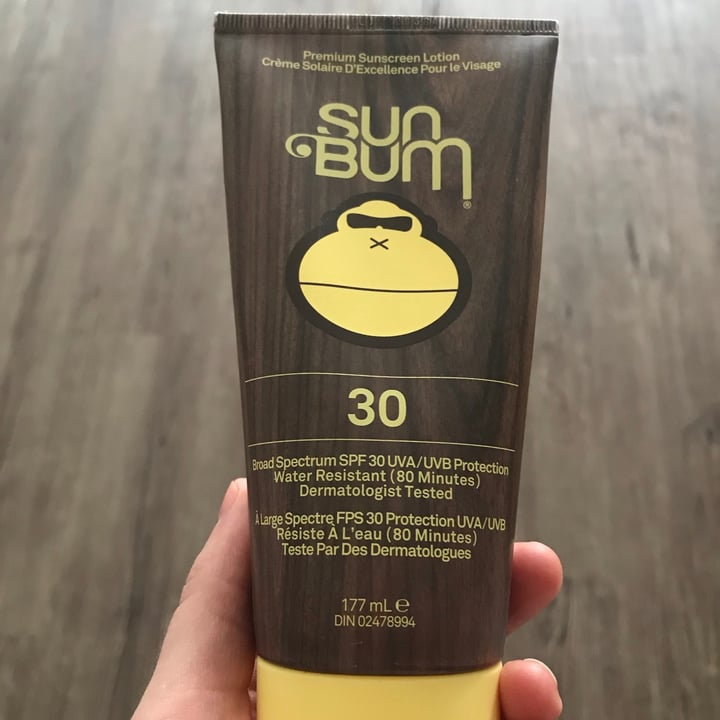 Premium Sunscreen Lotion
Crème Solaire D'Excellence Pour le Visage
SUN
BUM®
30
Broad Spectrum SPF 30 UVA/UVB Protection
Water Resistant (80 Minutes)
Dermatologist Tested
À Large Spectre FPS 30 Protection UVA/UVB
Résiste À L'eau (80 Minutes)
Teste Par Des Dermatologues
177 mL ℮
DIN 02478994